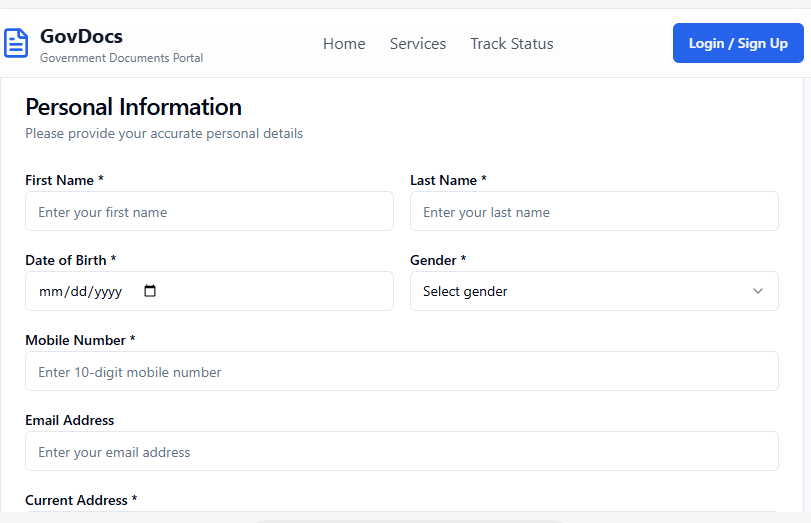 GovDocs
Government Documents Portal
Home Services Track Status
Login / Sign Up
Personal Information
Please provide your accurate personal details
First Name * Last Name *
Enter your first name Enter your last name
Date of Birth * Gender *
mm/dd/yyyy Select gender
Mobile Number *
Enter 10-digit mobile number
Email Address
Enter your email address
Current Address *